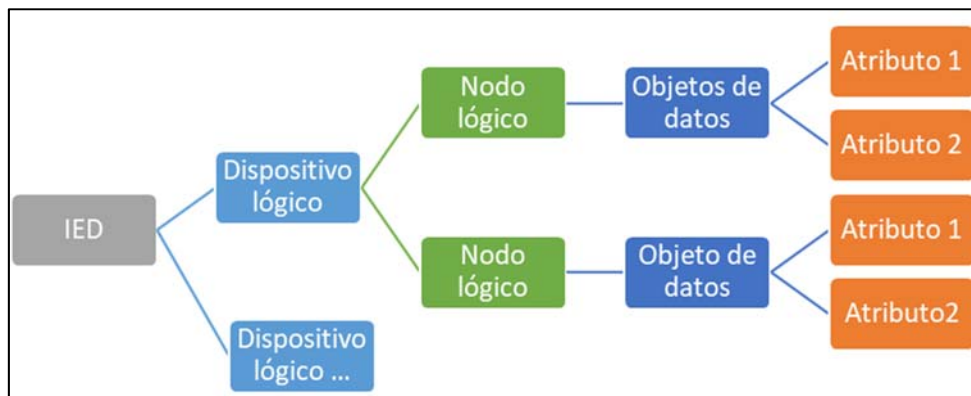 IED
Dispositivo
lógico
Dispositivo
lógico ...
Nodo
lógico
Nodo
lógico
Objetos de
datos
Objeto de
datos
Atributo 1
Atributo 2
Atributo 1
Atributo2